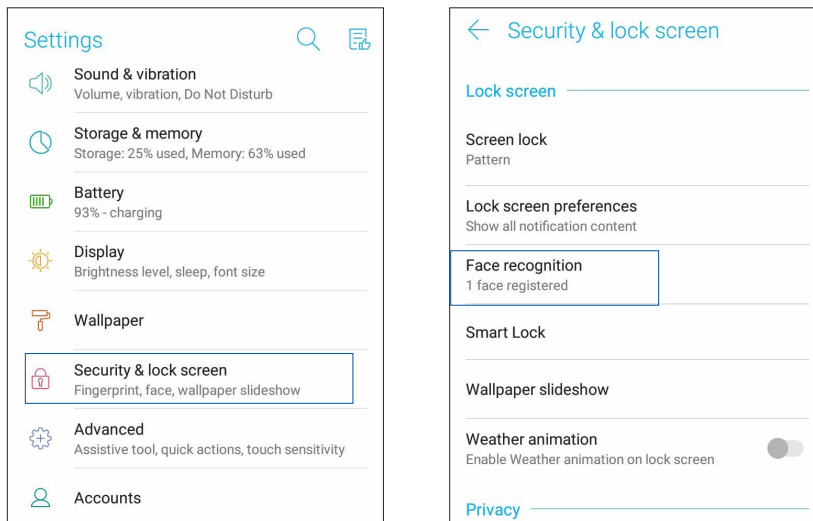 Settings
Sound & vibration
Volume, vibration, Do Not Disturb
Storage & memory
Storage: 25% used, Memory: 63% used
Battery
93% - charging
Display
Brightness level, sleep, font size
Wallpaper
Security & lock screen
Fingerprint, face, wallpaper slideshow
Advanced
Assistive tool, quick actions, touch sensitivity
Accounts
Security & lock screen
Lock screen
Screen lock
Pattern
Lock screen preferences
Show all notification content
Face recognition
1 face registered
Smart Lock
Wallpaper slideshow
Weather animation
Enable Weather animation on lock screen
Privacy